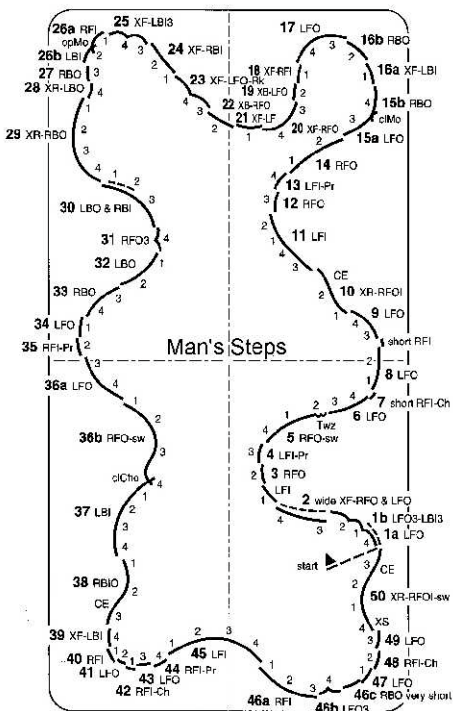 25 XF-LBI3
26a RFI
opMo
26b LBI
27 RBO
28 XR-LBO
29 XR-RBO
24 XF-RBI
23 XF-LFO-Rk
22 XB-RFO
21 XF-LF
17 LFO
16b RBO
16a XF-LBI
18 XF-RFI
19 XB-LFO
15b RBO
clMo
20 XF-RFO
15a LFO
14 RFO
13 LFI-Pr
12 RFO
11 LFI
CE
10 XR-RFOI
9 LFO
short RFI
30 LBO & RBI
31 RFO3
32 LBO
33 RBO
34 LFO
35 RFI-Pr
Man's Steps
36a LFO
8 LFO
7 short RFI-Ch
6 LFO
Twz
5 RFO-sw
4 LFI-Pr
3 RFO
LFI
2 wide XF-RFO & LFO
1b LFO3-LBI3
1a LFO
start
CE
36b RFO-sw
clCho
37 LBI
38 RBIO
CE
39 XF-LBI
40 RFI
41 LFO
42 RFI-Ch
43 LFO
44 RFI-Pr
45 LFI
46a RFI
46b LFO3
46c RBO very short
47 LFO
48 RFI-Ch
49 LFO
XS
50 XR-RFOI-sw